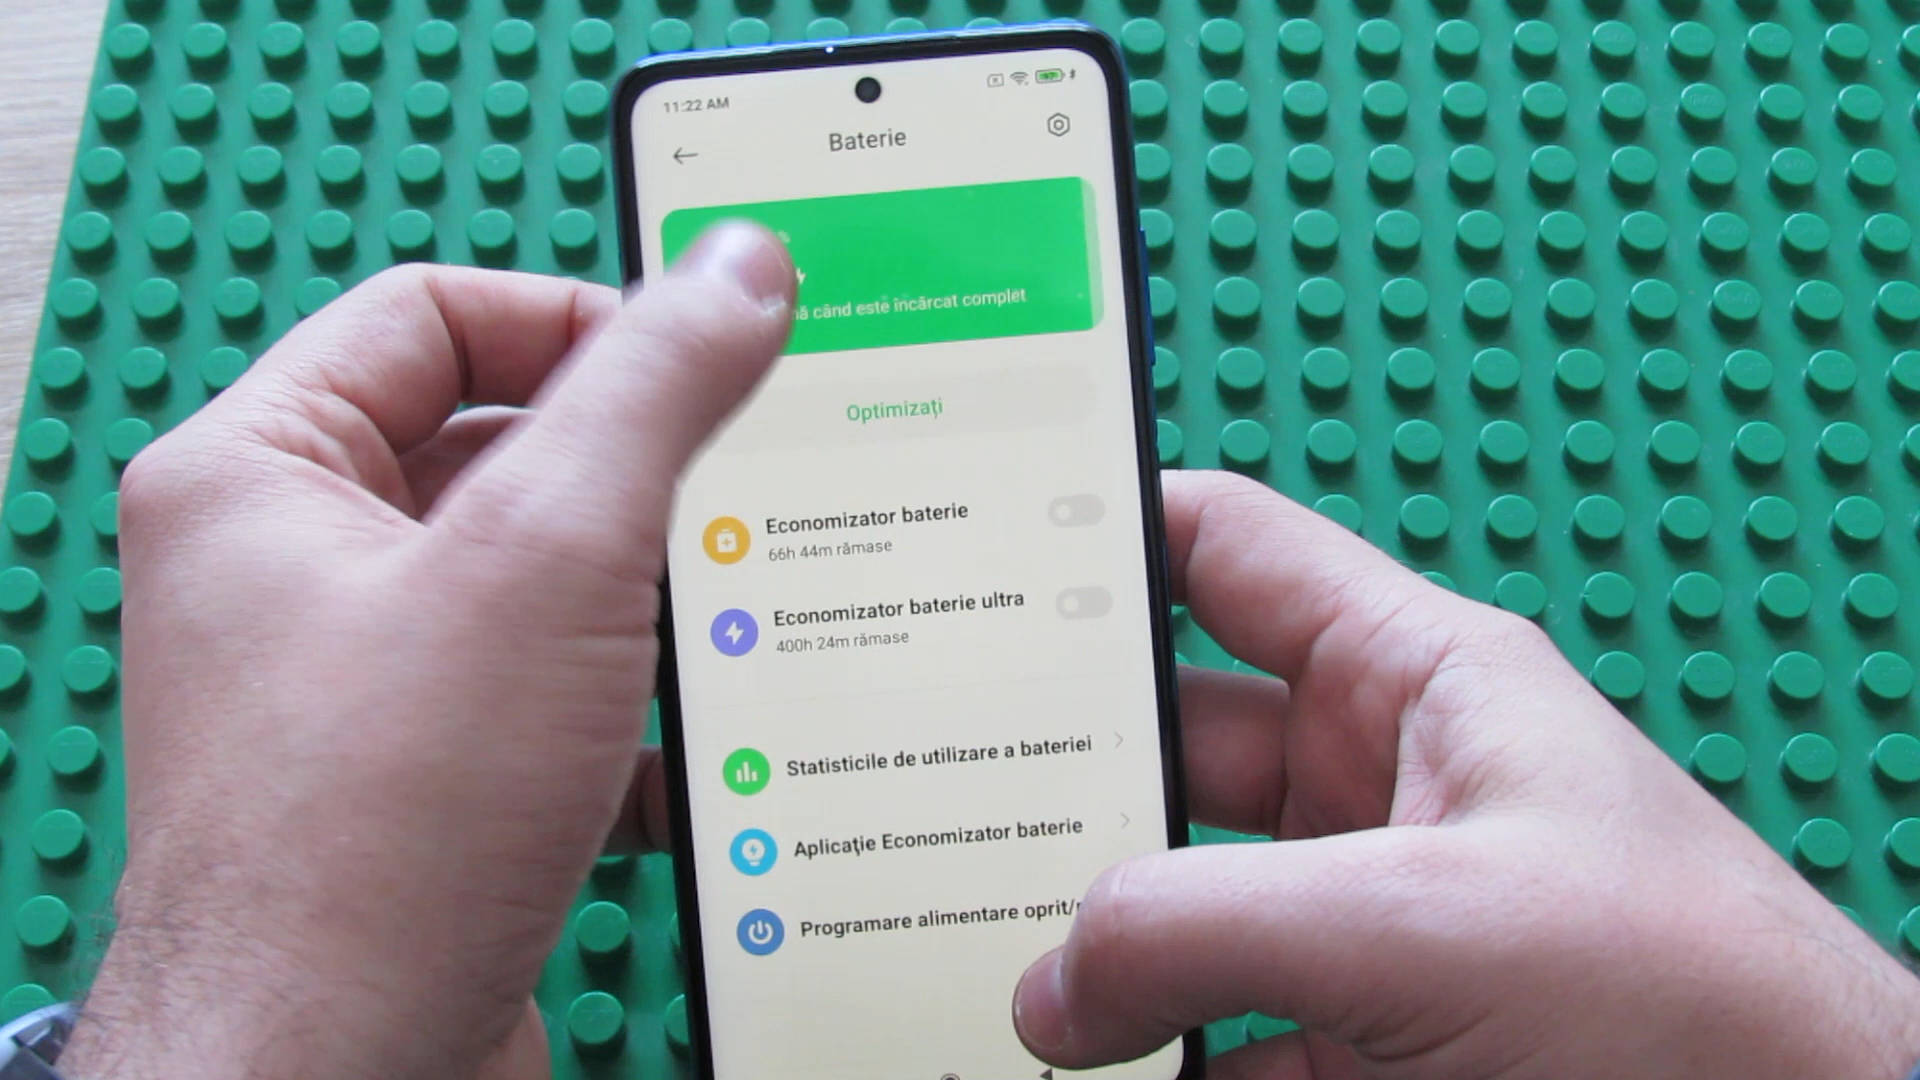 11:22 AM
Baterie
când este încărcat complet
Optimizați
Economizator baterie
66h 44m rămase
Economizator baterie ultra
400h 24m rămase
Statisticile de utilizare a bateriei
Aplicaţie Economizator baterie
Programare alimentare oprit/